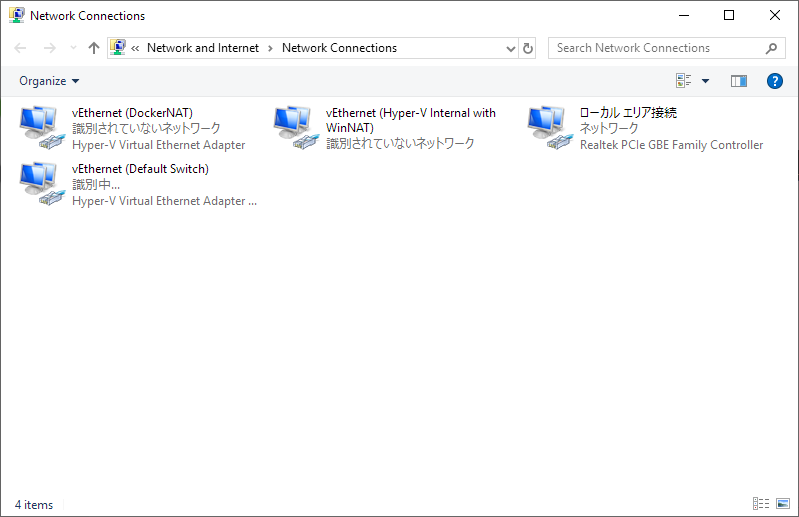 Network Connections
« Network and Internet > Network Connections
Search Network Connections
Organize
vEthernet (DockerNAT)
識別されていないネットワーク
Hyper-V Virtual Ethernet Adapter
vEthernet (Hyper-V Internal with
WinNAT)
識別されていないネットワーク
ローカル エリア接続
ネットワーク
Realtek PCIe GBE Family Controller
vEthernet (Default Switch)
識別中...
Hyper-V Virtual Ethernet Adapter ...
4 items